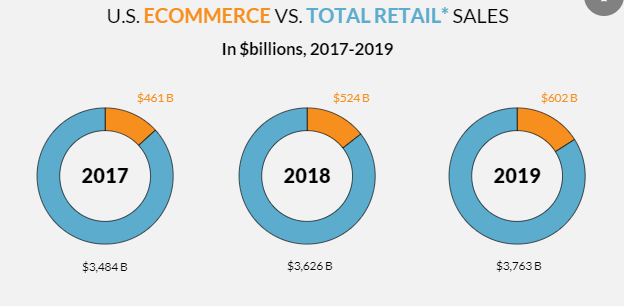 U.S. ECOMMERCE VS. TOTAL RETAIL* SALES
In $billions, 2017-2019
$461 B
$524 B
$602 B
2017
2018
2019
$3,484 B
$3,626 B
$3,763 B